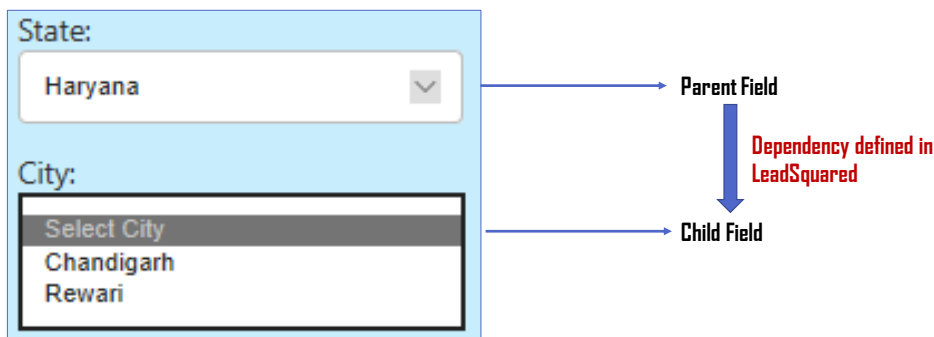 State:
Haryana
Parent Field
Dependency defined in
LeadSquared
City:
Select City
Chandigarh
Rewari
Child Field